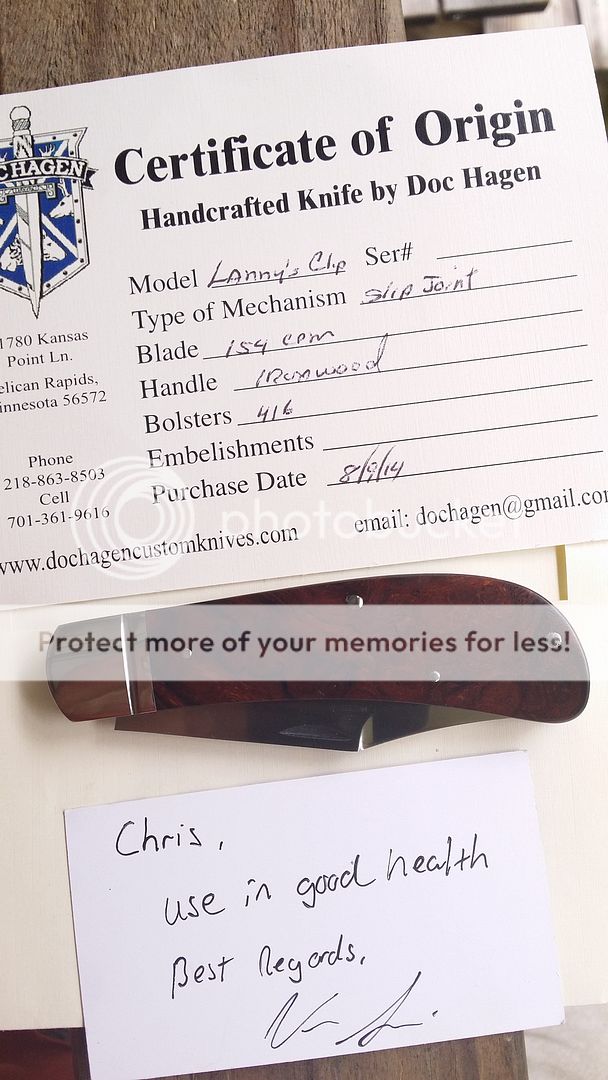 Certificate of Origin
Handcrafted Knife by Doc Hagen
CHAGEN
Model LAnny's Clip Ser#
Type of Mechanism Slip Joint
Blade 154 cpm
Handle IRonwood
Bolsters 416
Embelishments
Purchase Date 8/9/14
1780 Kansas
Point Ln.
elican Rapids,
innesota 56572
Phone
218-863-8503
Cell
701-361-9616
www.dochagencustomknives.com email: dochagen@gmail.com
photobucket
Protect more of your memories for less!
Chris,
use in good health
Best Regards,